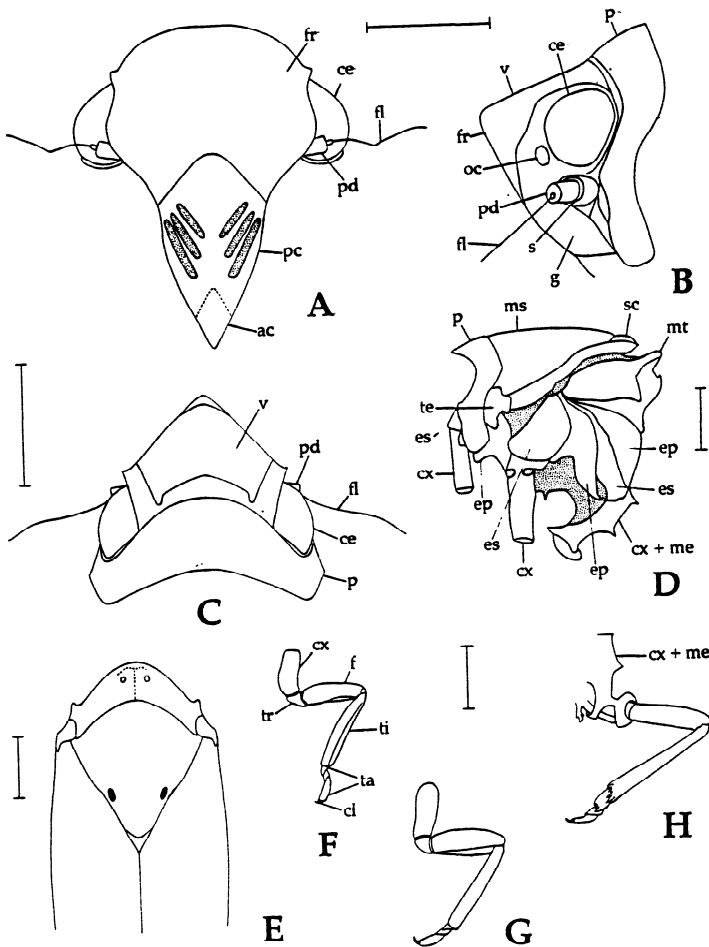 fr
ce
fl
pd
pc
ac
A
p
ce
v
fr
oc
pd
fl
s
g
B
v
pd
fl
ce
p
C
p
ms
sc
mt
te
es'
cx
ep
es
cx
ep
es
ep
cx + me
D
E
cx
f
tr
ti
ta
cl
F
G
cx + me
H